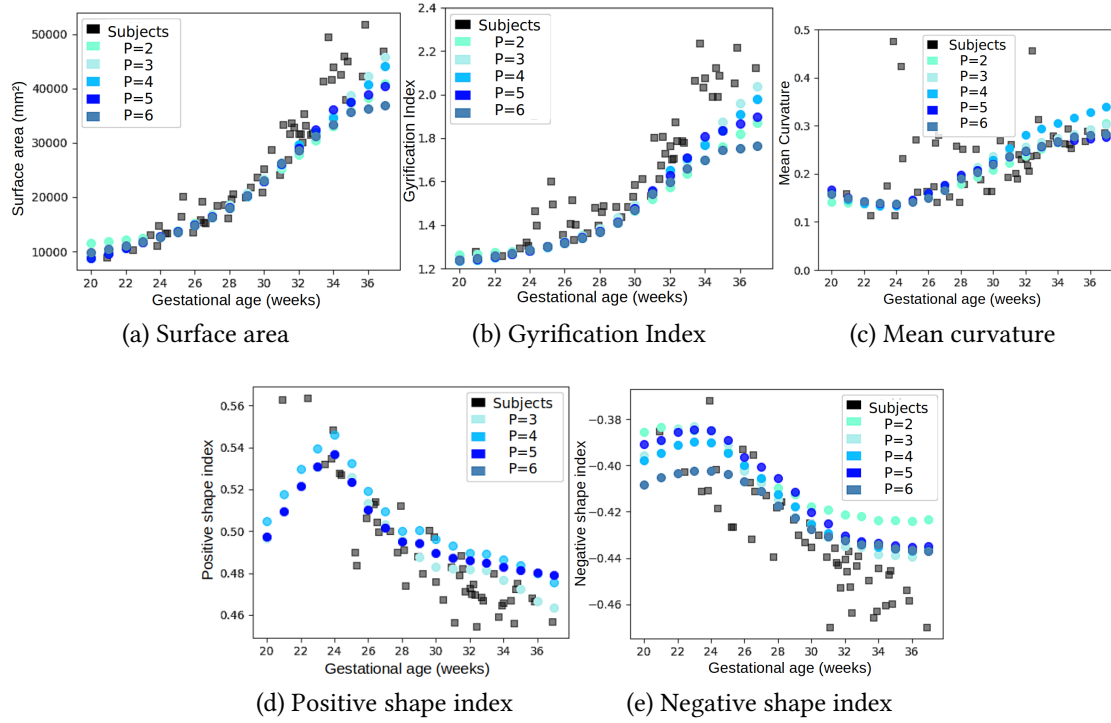 Surface area (mm²)
50000
40000
30000
20000
10000
Subjects
P=2
P=3
P=4
P=5
P=6
20 22 24 26 28 30 32 34 36
Gestational age (weeks)
(a) Surface area
Gyrification Index
2.4
2.2
2.0
1.8
1.6
1.4
1.2
Subjects
P=2
P=3
P=4
P=5
P=6
20 22 24 26 28 30 32 34 36
Gestational age (weeks)
(b) Gyrification Index
Mean Curvature
0.5
0.4
0.3
0.2
0.1
0.0
Subjects
P=2
P=3
P=4
P=5
P=6
20 22 24 26 28 30 32 34 36
Gestational age (weeks)
(c) Mean curvature
Positive shape index
0.56
0.54
0.52
0.50
0.48
0.46
Subjects
P=3
P=4
P=5
P=6
20 22 24 26 28 30 32 34 36
Gestational age (weeks)
(d) Positive shape index
Negative shape index
−0.38
−0.40
−0.42
−0.44
−0.46
Subjects
P=2
P=3
P=4
P=5
P=6
20 22 24 26 28 30 32 34 36
Gestational age (weeks)
(e) Negative shape index